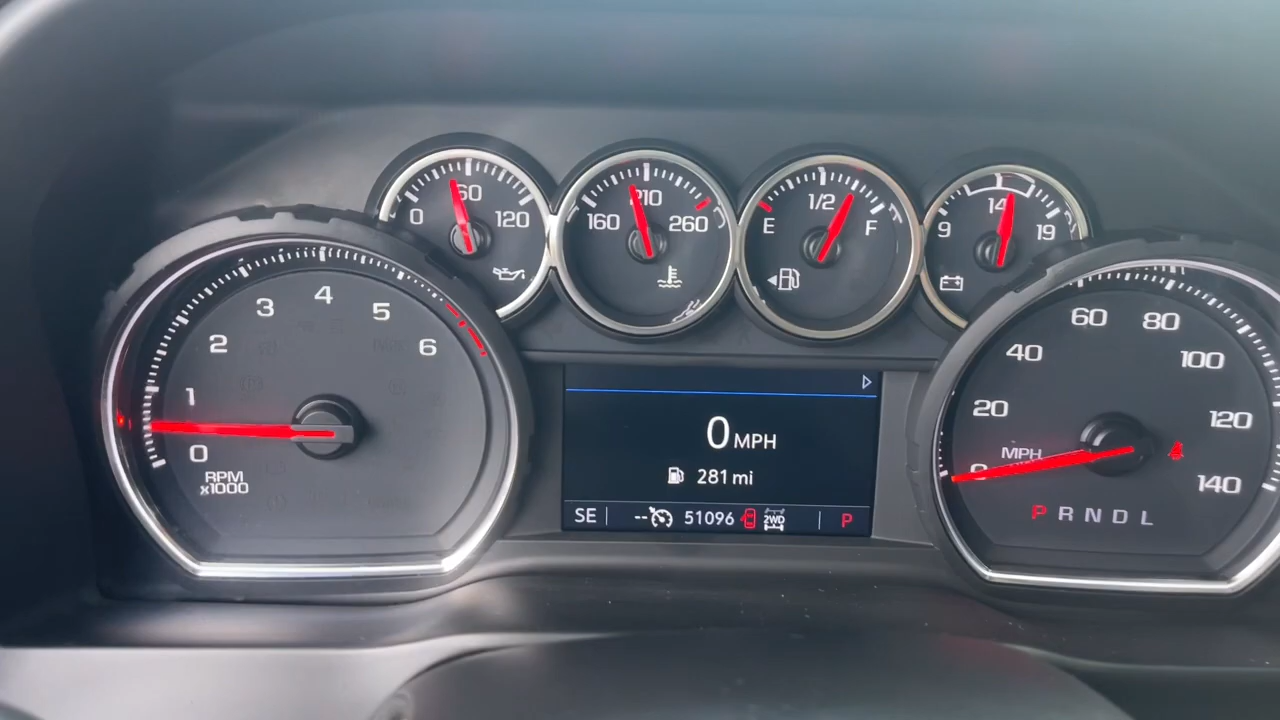 0 60 120
160 210 260
E 1/2 F
9 14 19
0 1 2 3 4 5 6
RPM
x1000
0 MPH
281 mi
SE -- 51096 2WD P
0 20 40 60 80 100 120 140
MPH
P R N D L